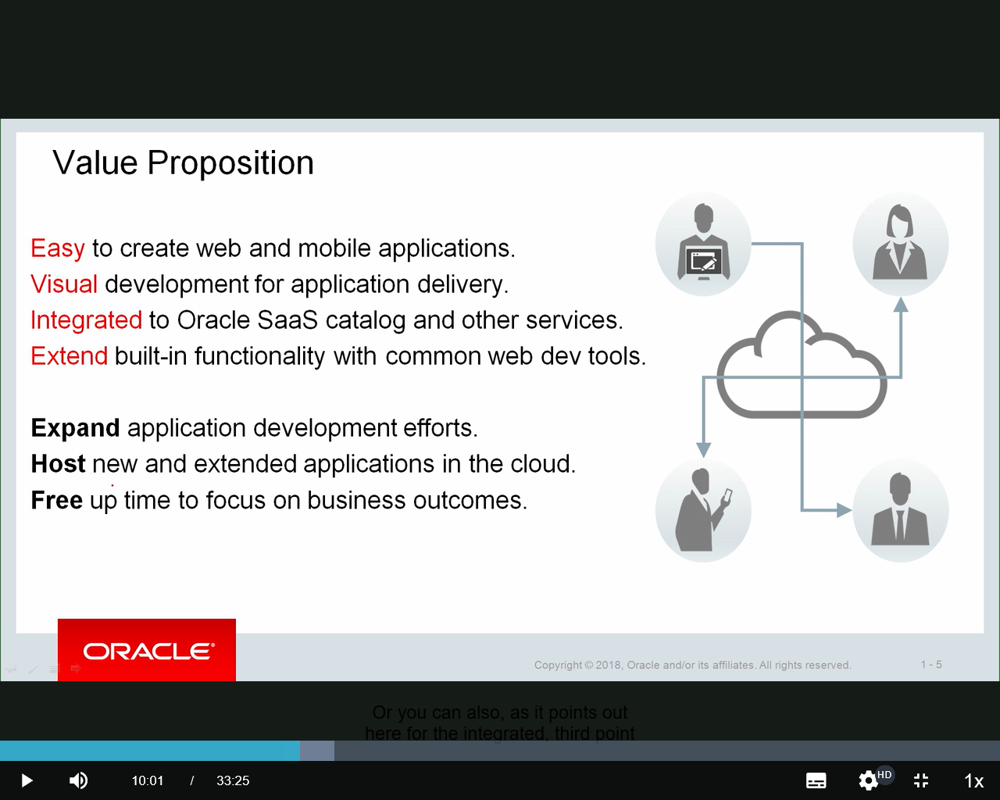 Value Proposition
Easy to create web and mobile applications.
Visual development for application delivery.
Integrated to Oracle SaaS catalog and other services.
Extend built-in functionality with common web dev tools.
Expand application development efforts.
Host new and extended applications in the cloud.
Free up time to focus on business outcomes.
ORACLE®
Copyright © 2018, Oracle and/or its affiliates. All rights reserved.
1 - 5
Or you can also, as it points out
here for the integrated, third point
10:01 / 33:25
HD
1x